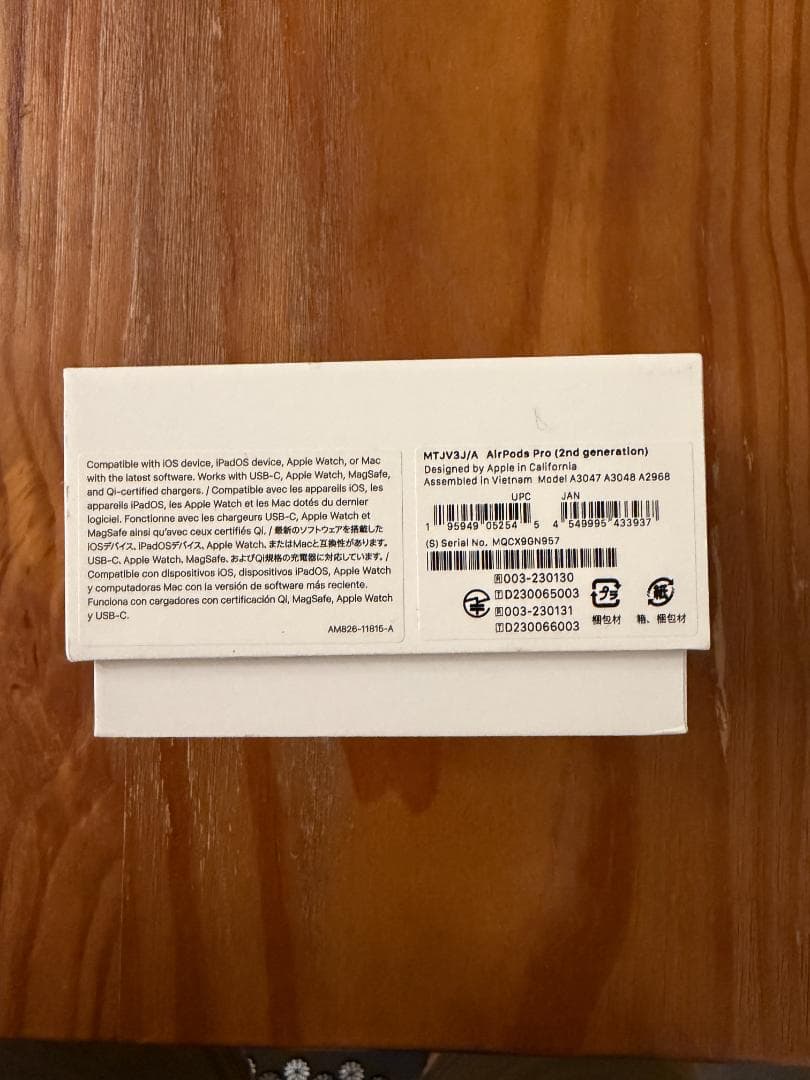 Compatible with iOS device, iPadOS device, Apple Watch, or Mac
with the latest software. Works with USB-C, Apple Watch, MagSafe,
and Qi-certified chargers. / Compatible avec les appareils iOS, les
appareils iPadOS, les Apple Watch et les Mac dotés du dernier
logiciel. Fonctionne avec les chargeurs USB-C, Apple Watch et
MagSafe ainsi qu'avec ceux certifiés Qi. / 最新のソフトウェアを搭載した
iOSデバイス、iPadOSデバイス、Apple Watch、またはMacと互換性があります。
USB-C、Apple Watch、MagSafe、およびQi規格の充電器に対応しています。/
Compatible con dispositivos iOS, dispositivos iPadOS, Apple Watch
y computadoras Mac con la versión de software más reciente.
Funciona con cargadores con certificación Qi, MagSafe, Apple Watch
y USB-C.
AM826-11815-A
MTJV3J/A AirPods Pro (2nd generation)
Designed by Apple in California
Assembled in Vietnam Model A3047 A3048 A2968
UPC JAN
1 95949 05254 5 4 549995 433937
(S) Serial No. MQCX9GN957
R 003-230130
T D230065003
R 003-230131
T D230066003
プラ
紙
梱包材
箱、梱包材